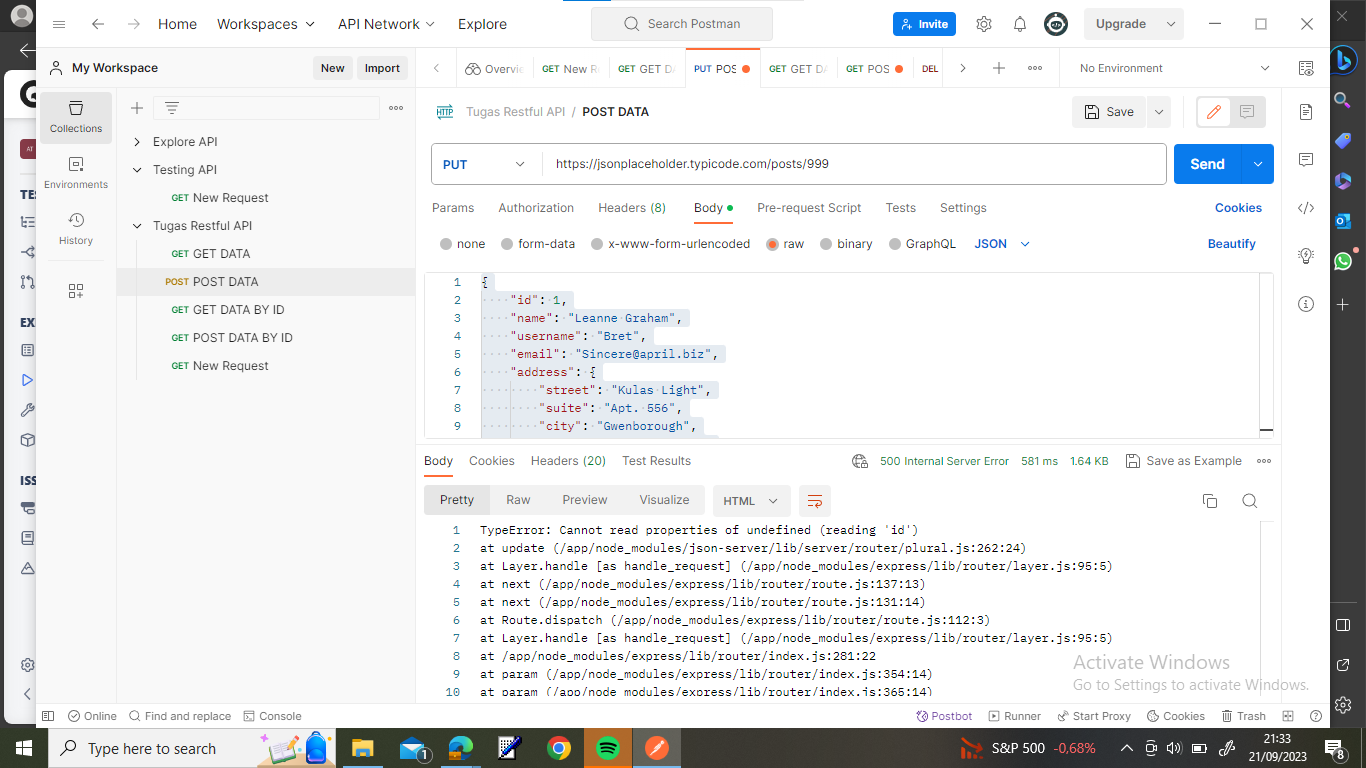 Home
Workspaces
API Network
Explore
Search Postman
Invite
Upgrade
My Workspace
New
Import
Overvi
GET New R
GET GET D
PUT POS
GET GET D
GET POS
DEL
No Environment
Collections
Environments
History
Explore API
Testing API
GET New Request
Tugas Restful API
GET GET DATA
POST POST DATA
GET GET DATA BY ID
GET POST DATA BY ID
GET New Request
HTTP
Tugas Restful API / POST DATA
Save
PUT
https://jsonplaceholder.typicode.com/posts/999
Send
Params
Authorization
Headers (8)
Body
Pre-request Script
Tests
Settings
Cookies
none
form-data
x-www-form-urlencoded
raw
binary
GraphQL
JSON
Beautify
1 {
2 "id": 1,
3 "name": "Leanne Graham",
4 "username": "Bret",
5 "email": "Sincere@april.biz",
6 "address": {
7 "street": "Kulas Light",
8 "suite": "Apt. 556",
9 "city": "Gwenborough",
Body
Cookies
Headers (20)
Test Results
500 Internal Server Error
581 ms
1.64 KB
Save as Example
Pretty
Raw
Preview
Visualize
HTML
1 TypeError: Cannot read properties of undefined (reading 'id')
2 at update (/app/node_modules/json-server/lib/server/router/plural.js:262:24)
3 at Layer.handle [as handle_request] (/app/node_modules/express/lib/router/layer.js:95:5)
4 at next (/app/node_modules/express/lib/router/route.js:137:13)
5 at next (/app/node_modules/express/lib/router/route.js:131:14)
6 at Route.dispatch (/app/node_modules/express/lib/router/route.js:112:3)
7 at Layer.handle [as handle_request] (/app/node_modules/express/lib/router/layer.js:95:5)
8 at /app/node_modules/express/lib/router/index.js:281:22
9 at param (/app/node_modules/express/lib/router/index.js:354:14)
10 at param (/app/node_modules/express/lib/router/index.js:365:14)
Activate Windows
Go to Settings to activate Windows.
AT
TES
EX
ISS
Online
Find and replace
Console
Postbot
Runner
Start Proxy
Cookies
Trash
Type here to search
1
S&P 500 -0,68%
21:33
21/09/2023
8